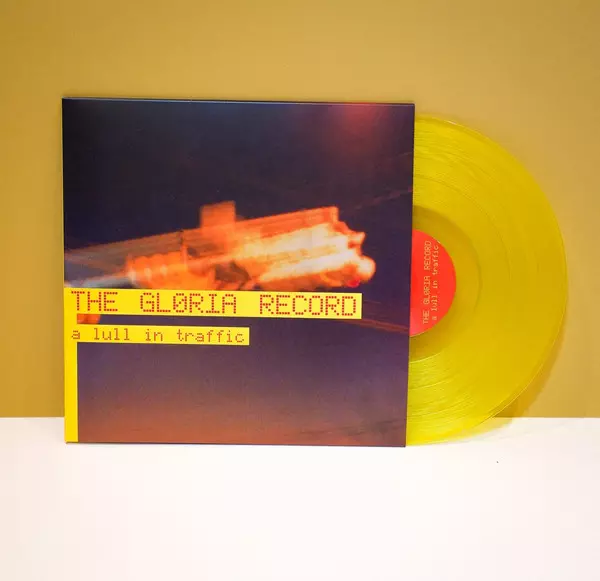 THE GLØRIA RECORD
a lull in traffic
THE GLØRIA RECORD
a lull in traffic